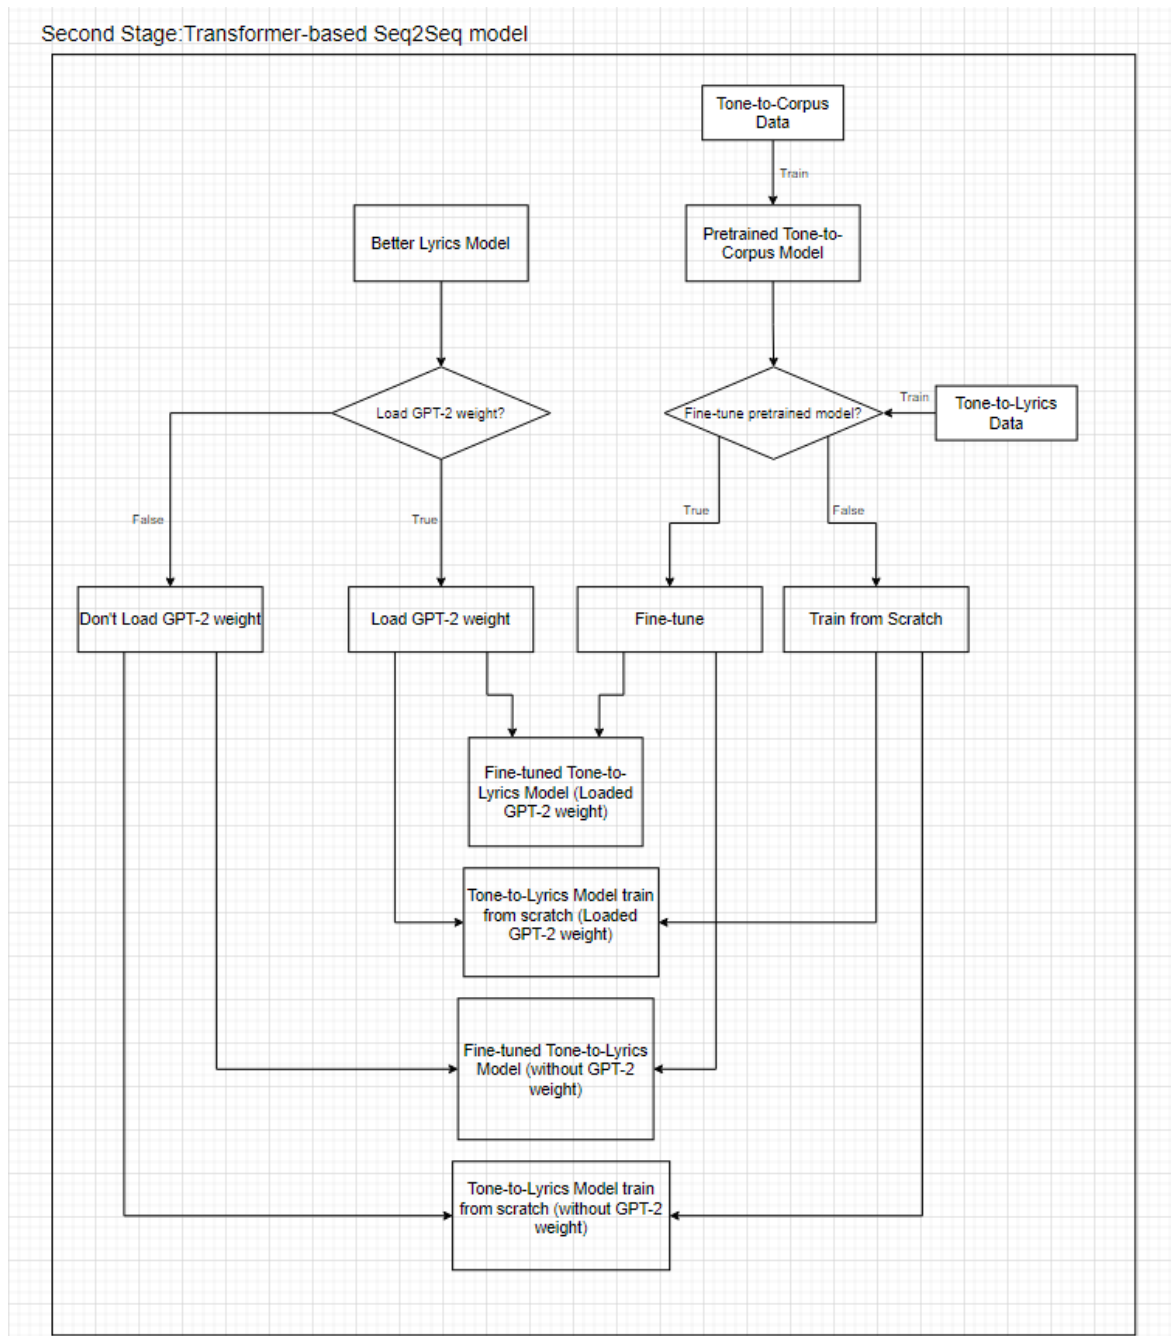 Second Stage:Transformer-based Seq2Seq model
Tone-to-Corpus
Data
Train
Better Lyrics Model
Pretrained Tone-to-
Corpus Model
Load GPT-2 weight?
Fine-tune pretrained model?
Train
Tone-to-Lyrics
Data
False
True
True
False
Don't Load GPT-2 weight
Load GPT-2 weight
Fine-tune
Train from Scratch
Fine-tuned Tone-to-
Lyrics Model (Loaded
GPT-2 weight)
Tone-to-Lyrics Model train
from scratch (Loaded
GPT-2 weight)
Fine-tuned Tone-to-Lyrics
Model (without GPT-2
weight)
Tone-to-Lyrics Model train
from scratch (without GPT-2
weight)